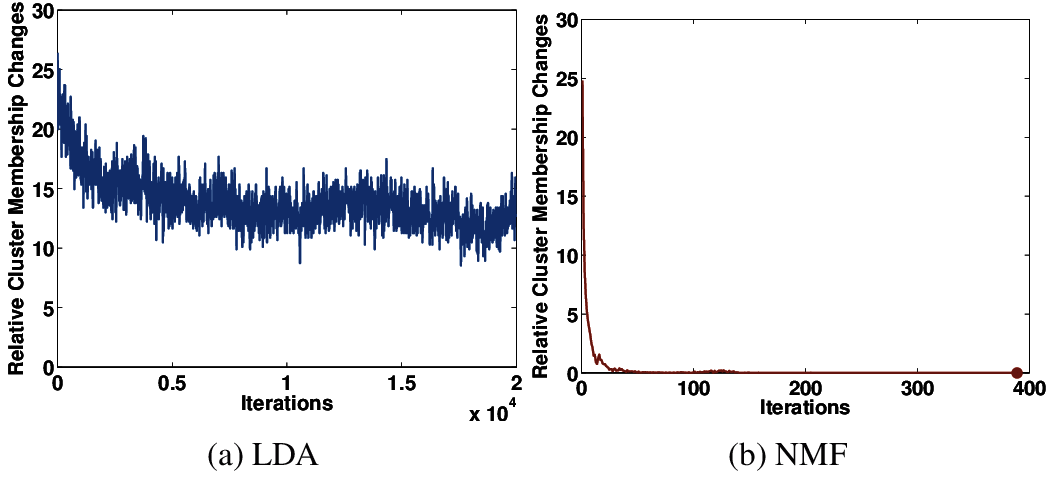 Relative Cluster Membership Changes
30
25
20
15
10
5
0
0 0.5 1 1.5 2
Iterations
x 10^4
(a) LDA
Relative Cluster Membership Changes
30
25
20
15
10
5
0
0 100 200 300 400
Iterations
(b) NMF